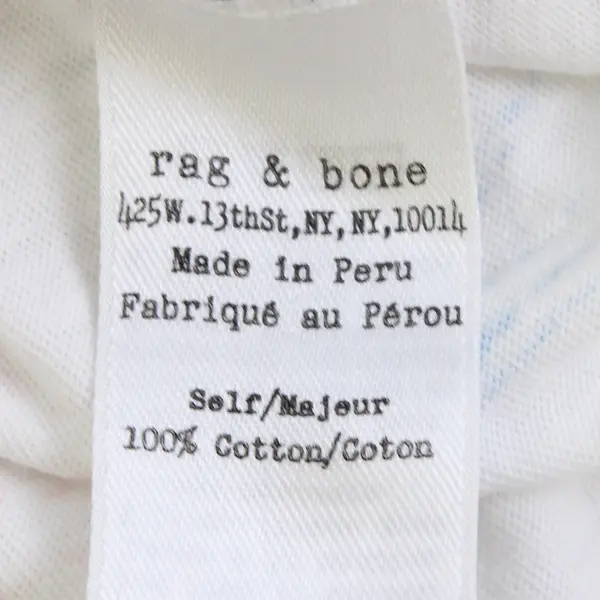 rag & bone
425W.13thSt,NY,NY,10014
Made in Peru
Fabriqué au Pérou
Self/Majeur
100% Cotton/Coton